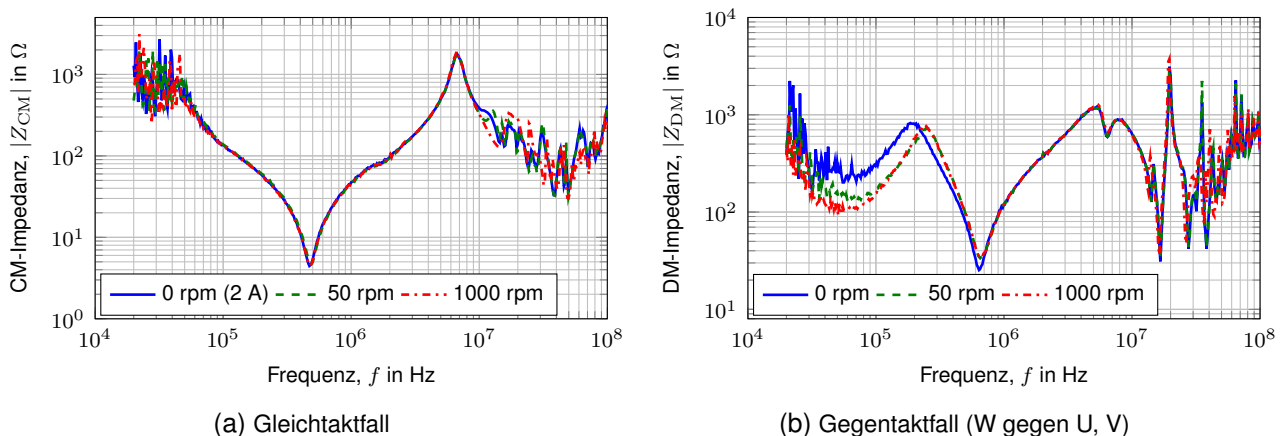 CM-Impedanz, |Z_CM| in Ω
10^3
10^2
10^1
10^0
0 rpm (2 A) 50 rpm 1000 rpm
10^4 10^5 10^6 10^7 10^8
Frequenz, f in Hz
(a) Gleichtaktfall
DM-Impedanz, |Z_DM| in Ω
10^4
10^3
10^2
10^1
0 rpm 50 rpm 1000 rpm
10^4 10^5 10^6 10^7 10^8
Frequenz, f in Hz
(b) Gegentaktfall (W gegen U, V)